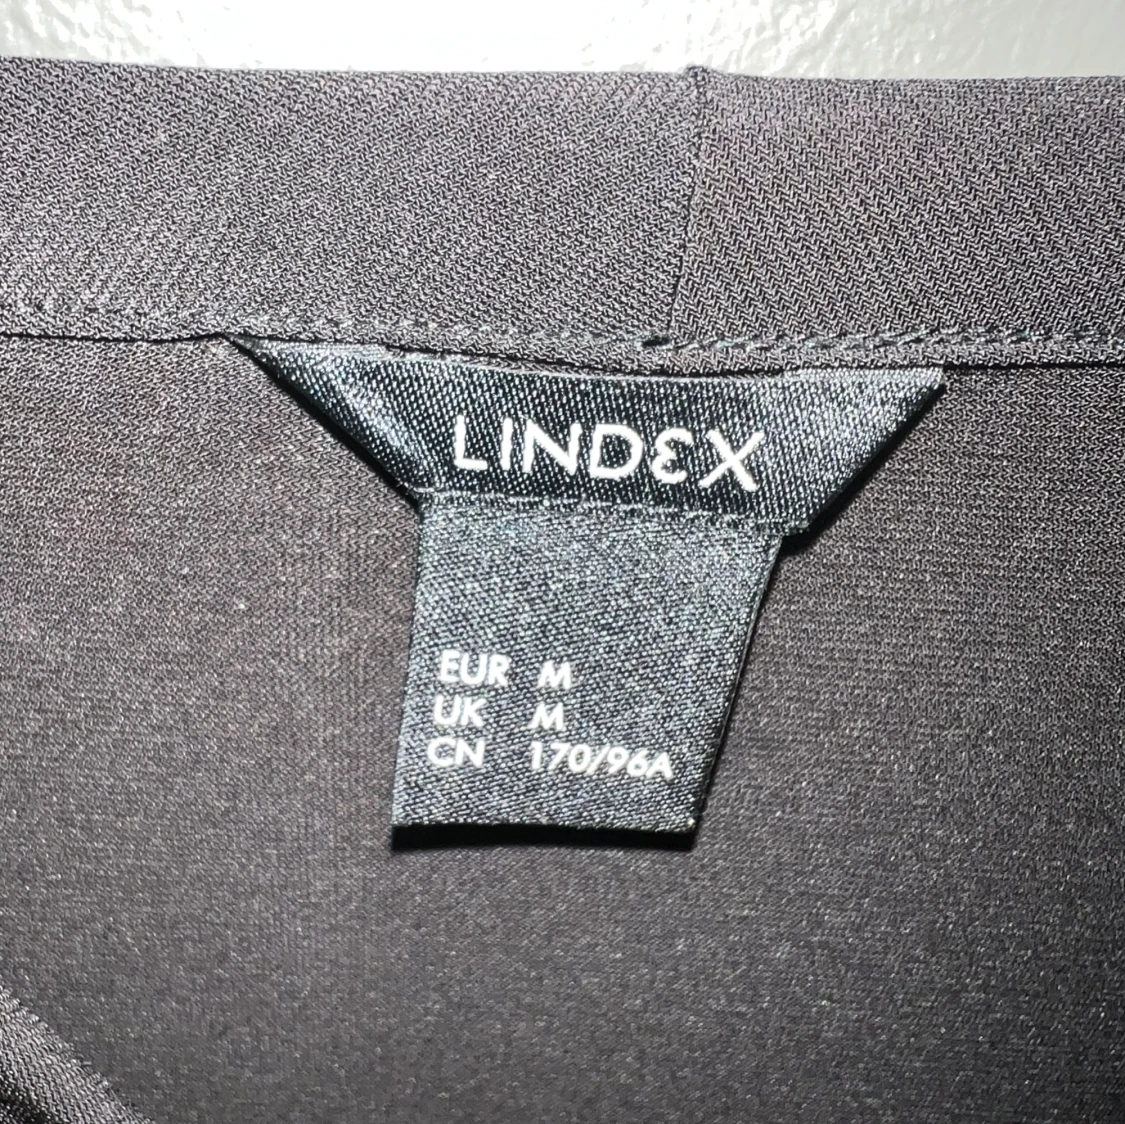 LINDEX
EUR M
UK M
CN 170/96A